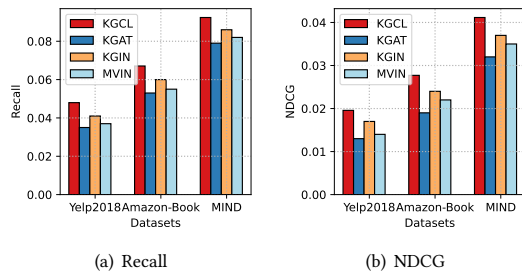 KGCL
KGAT
KGIN
MVIN
0.08
0.06
0.04
0.02
0.00
Recall
Yelp2018 Amazon-Book MIND
Datasets
(a) Recall
KGCL
KGAT
KGIN
MVIN
0.04
0.03
0.02
0.01
0.00
NDCG
Yelp2018 Amazon-Book MIND
Datasets
(b) NDCG